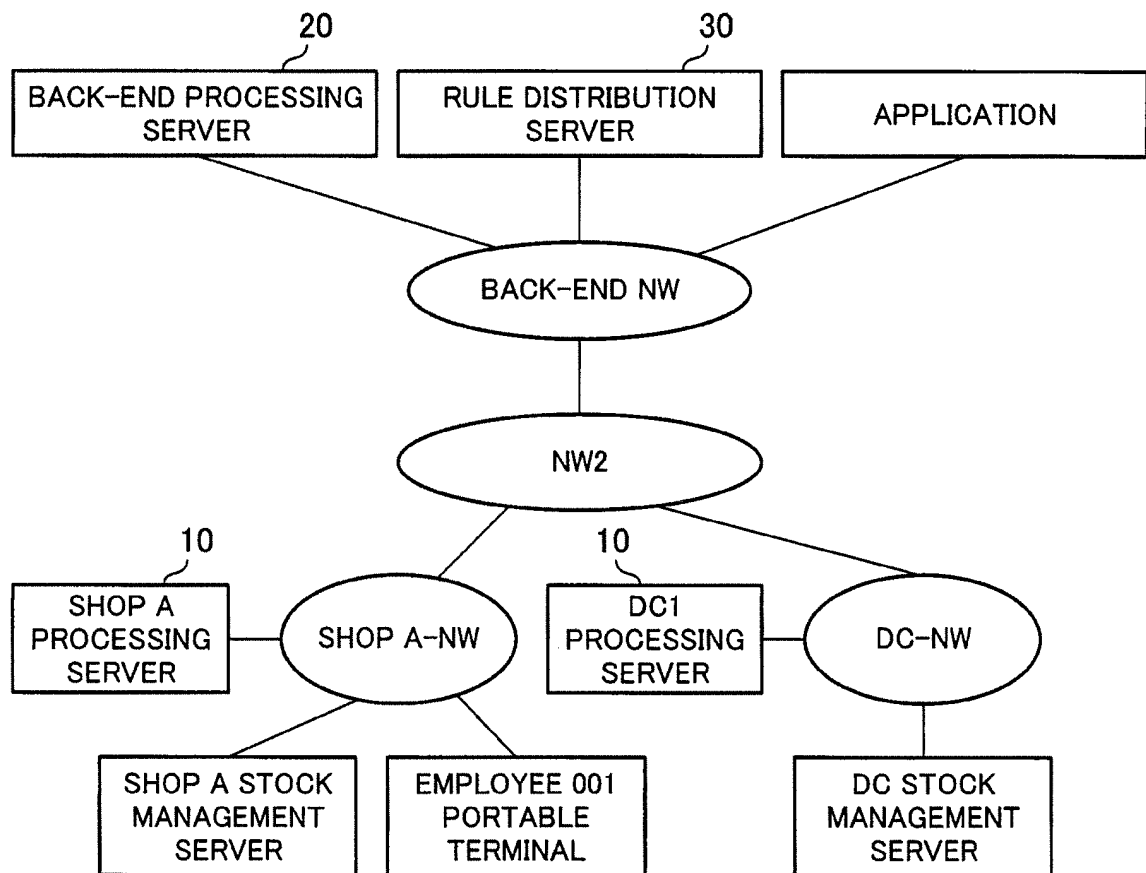 20
30
BACK-END PROCESSING
SERVER
RULE DISTRIBUTION
SERVER
APPLICATION
BACK-END NW
NW2
10
10
SHOP A
PROCESSING
SERVER
SHOP A-NW
DC1
PROCESSING
SERVER
DC-NW
SHOP A STOCK
MANAGEMENT
SERVER
EMPLOYEE 001
PORTABLE
TERMINAL
DC STOCK
MANAGEMENT
SERVER